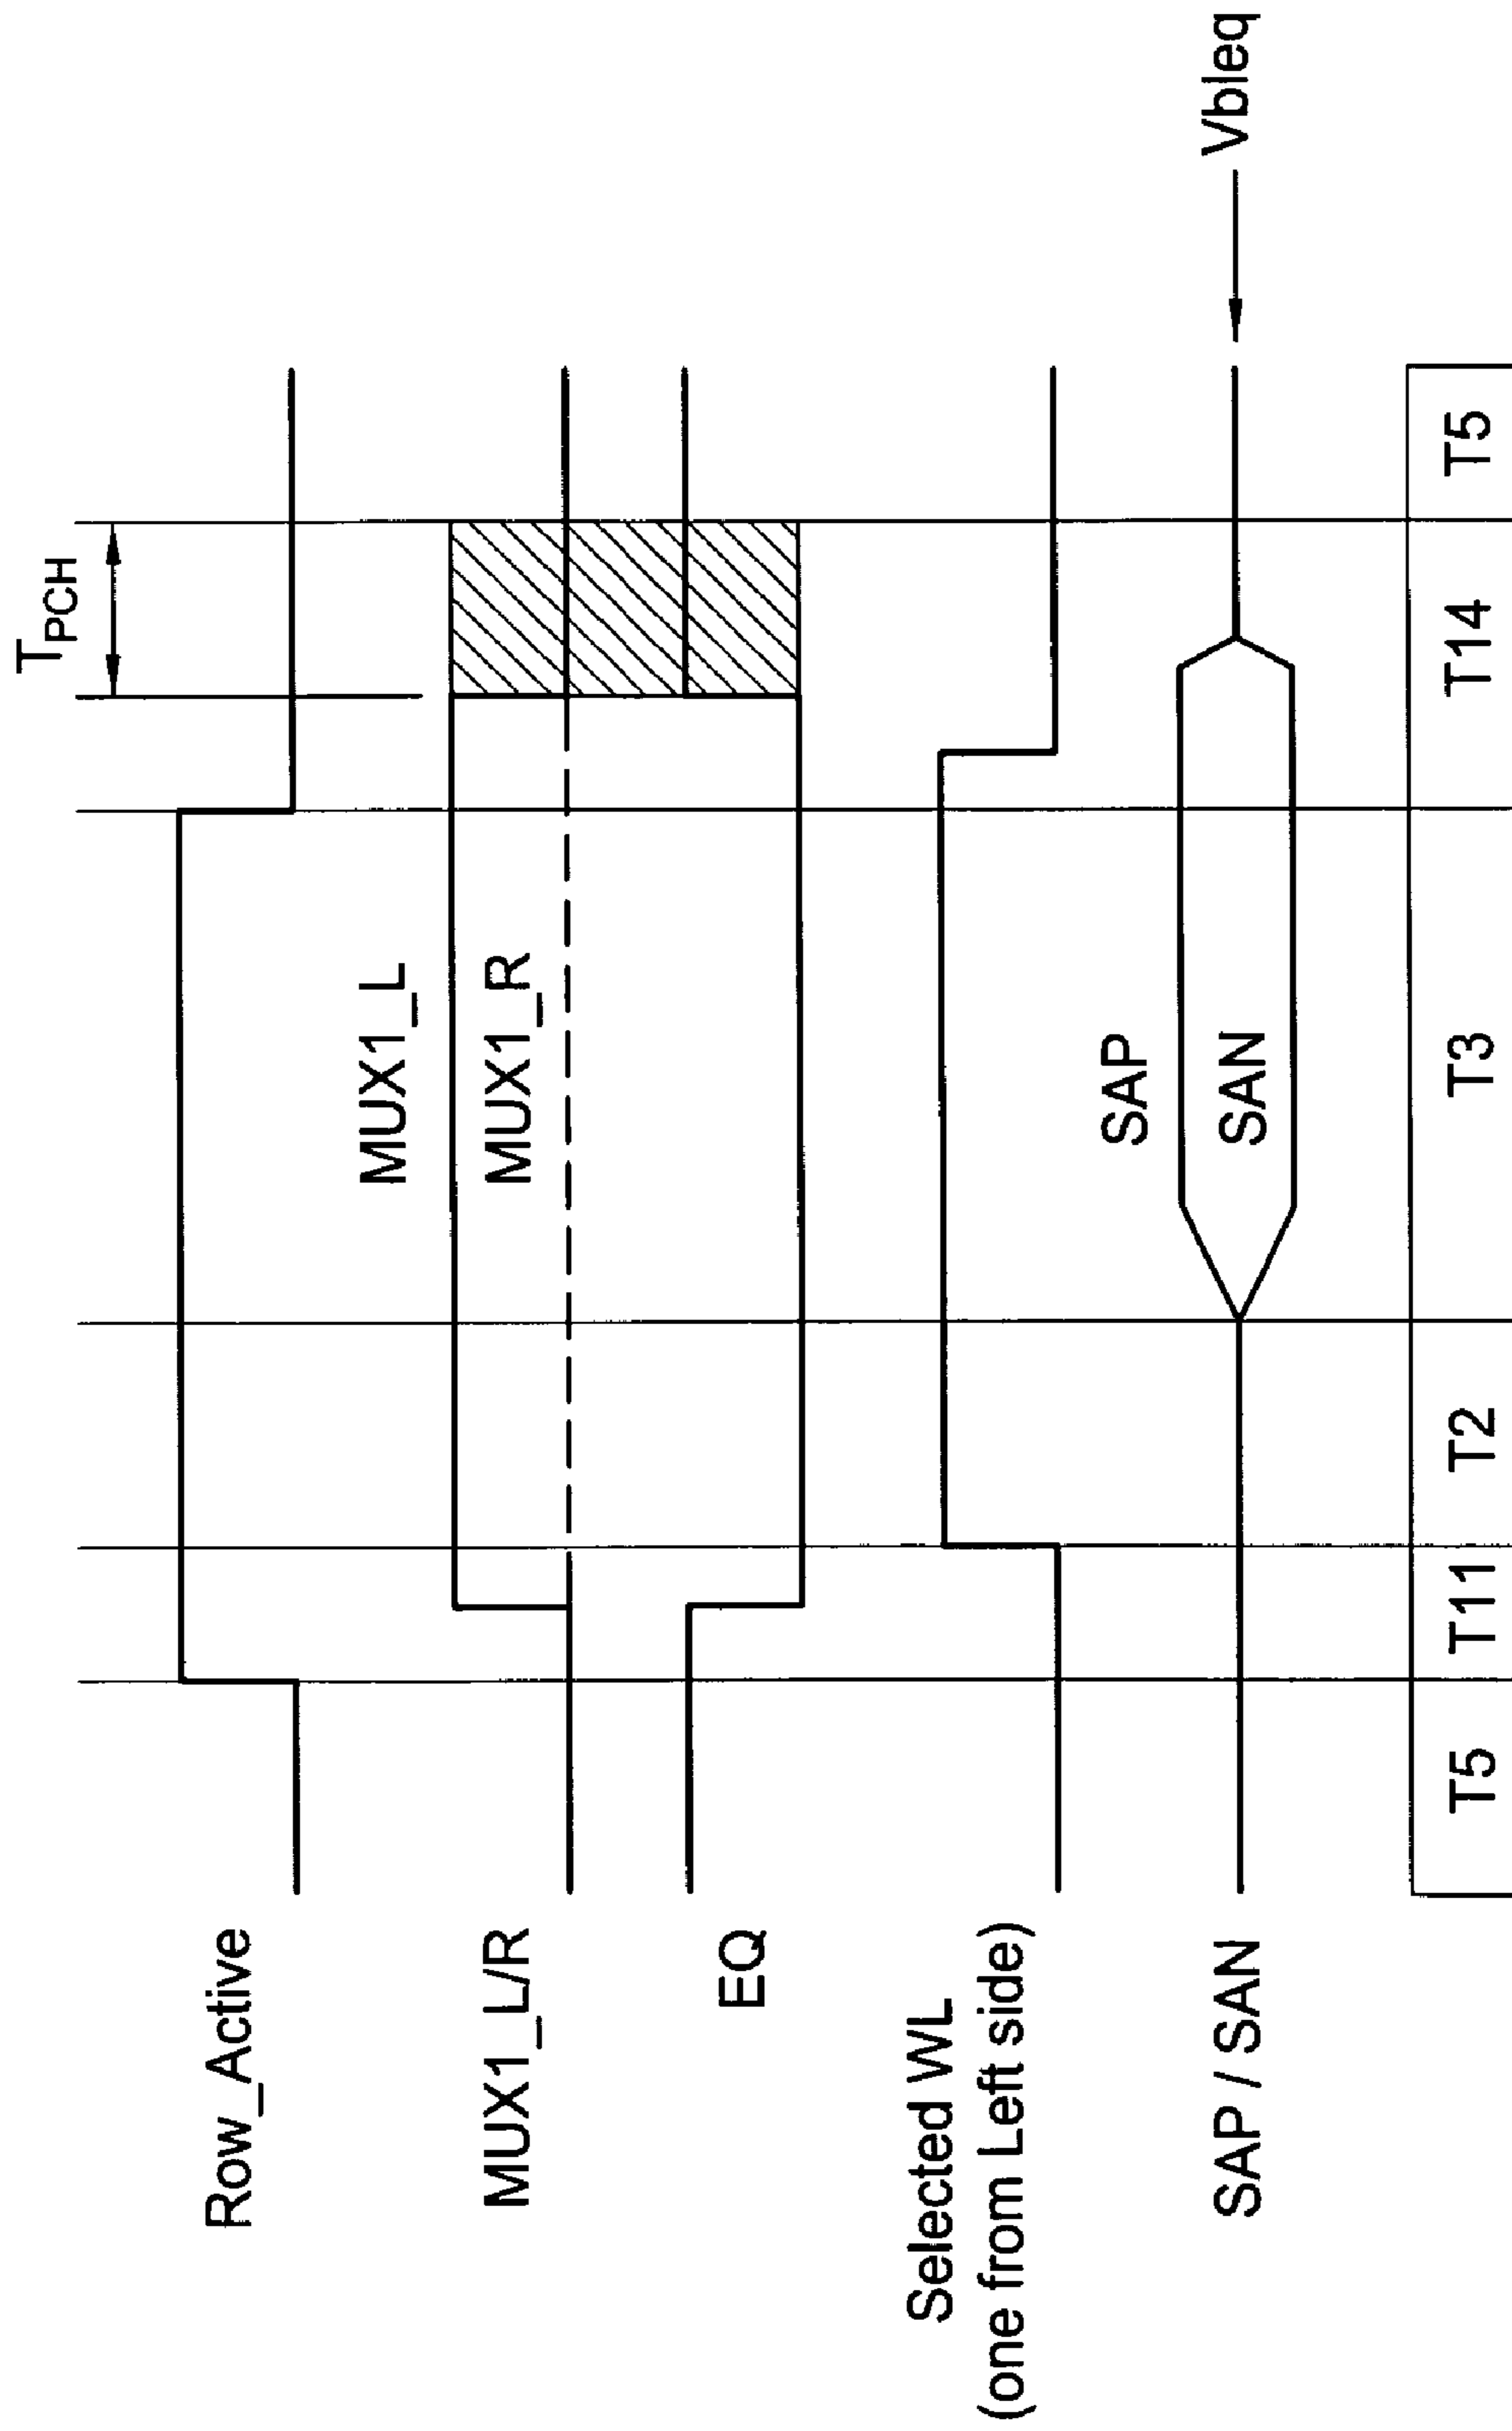 T_PCH
Row_Active
MUX1_L
MUX1_L/R
MUX1_R
EQ
Selected WL
(one from Left side)
SAP
SAP / SAN
SAN
Vbleq
T5
T11
T2
T3
T14
T5